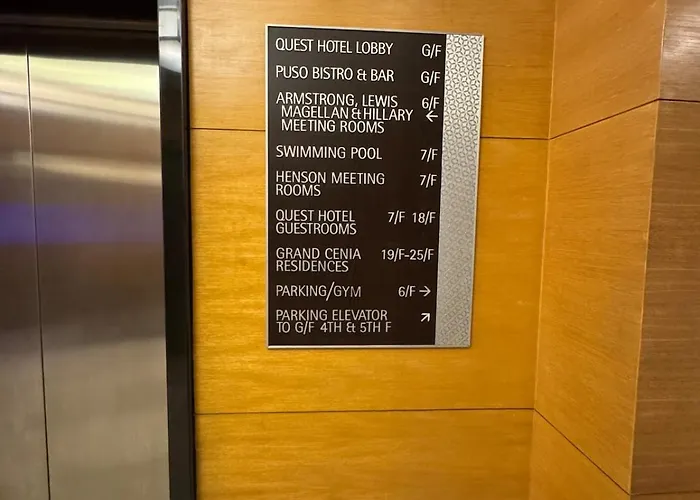 QUEST HOTEL LOBBY G/F
PUSO BISTRO & BAR G/F
ARMSTRONG, LEWIS 6/F
MAGELLAN & HILLARY ←
MEETING ROOMS
SWIMMING POOL 7/F
HENSON MEETING 7/F
ROOMS
QUEST HOTEL 7/F 18/F
GUESTROOMS
GRAND CENIA 19/F-25/F
RESIDENCES
PARKING/GYM 6/F →
PARKING ELEVATOR ↗
TO G/F 4TH & 5TH F